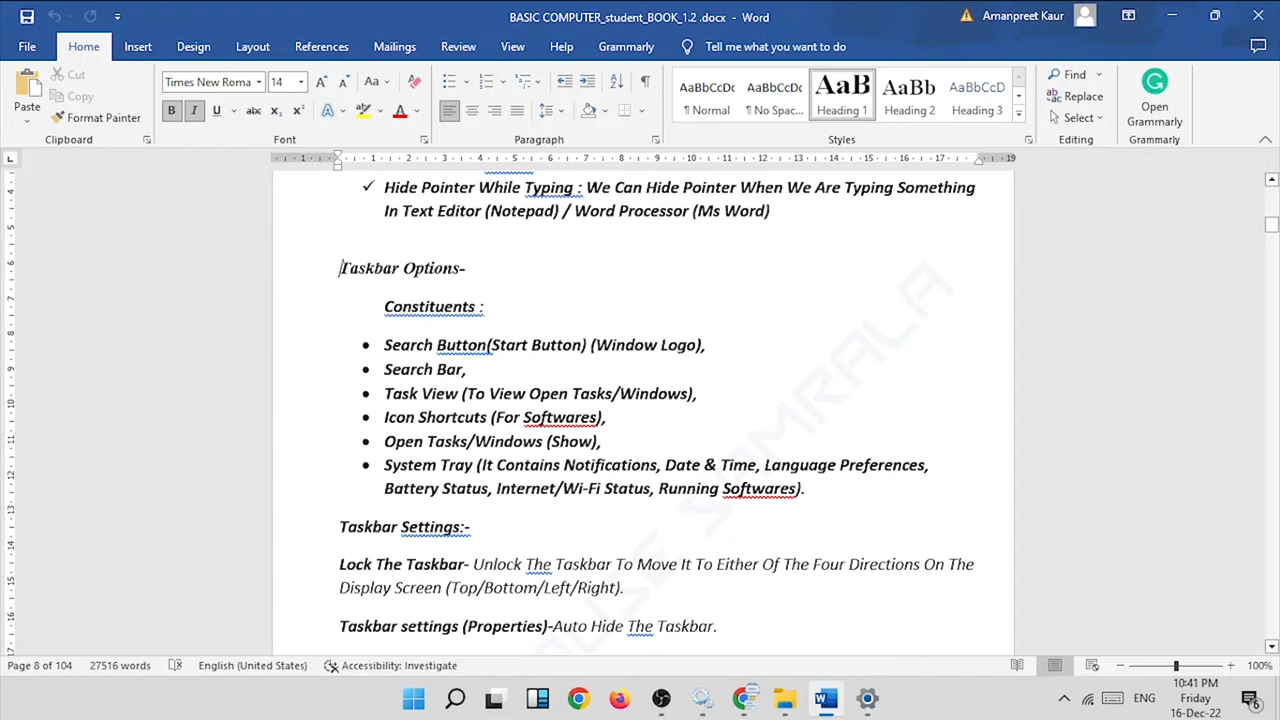 BASIC COMPUTER_student_BOOK_1.2 .docx - Word
Amanpreet Kaur
File Home Insert Design Layout References Mailings Review View Help Grammarly Tell me what you want to do
Cut
Copy
Format Painter
Paste
Clipboard
Times New Roma 14
Font
Paragraph
AaBbCcDc ¶ Normal
AaBbCcDc ¶ No Spac...
AaB Heading 1
AaBb Heading 2
AaBbCcD Heading 3
Styles
Find
Replace
Select
Editing
Open Grammarly
Grammarly
Hide Pointer While Typing : We Can Hide Pointer When We Are Typing Something
In Text Editor (Notepad) / Word Processor (Ms Word)
Taskbar Options-
Constituents :
Search Button(Start Button) (Window Logo),
Search Bar,
Task View (To View Open Tasks/Windows),
Icon Shortcuts (For Softwares),
Open Tasks/Windows (Show),
System Tray (It Contains Notifications, Date & Time, Language Preferences,
Battery Status, Internet/Wi-Fi Status, Running Softwares).
Taskbar Settings:-
Lock The Taskbar- Unlock The Taskbar To Move It To Either Of The Four Directions On The
Display Screen (Top/Bottom/Left/Right).
Taskbar settings (Properties)-Auto Hide The Taskbar.
Page 8 of 104 27516 words English (United States) Accessibility: Investigate 100%
ENG
10:41 PM
Friday
16-Dec-22